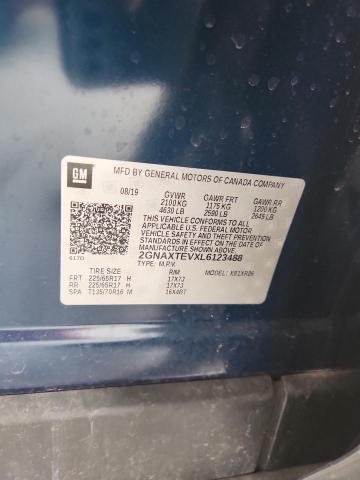 GM
MFD BY GENERAL MOTORS OF CANADA COMPANY
08/19 GVWR GAWR FRT GAWR RR
2100 KG 1175 KG 1200 KG
4630 LB 2590 LB 2645 LB
THIS VEHICLE CONFORMS TO ALL
APPLICABLE U.S. FEDERAL MOTOR
VEHICLE SAFETY AND THEFT PREVENTION
STANDARDS IN EFFECT ON THE DATE OF
MANUFACTURE SHOWN ABOVE.
2GNAXTEVXL6123488
TYPE: M.P.V. MODEL: XXR26
TIRE SIZE RIM
FRT 225/65R17 H 17X7J
RR 225/65R17 H 17X7J
SPA T135/70R16 M 16X4BT